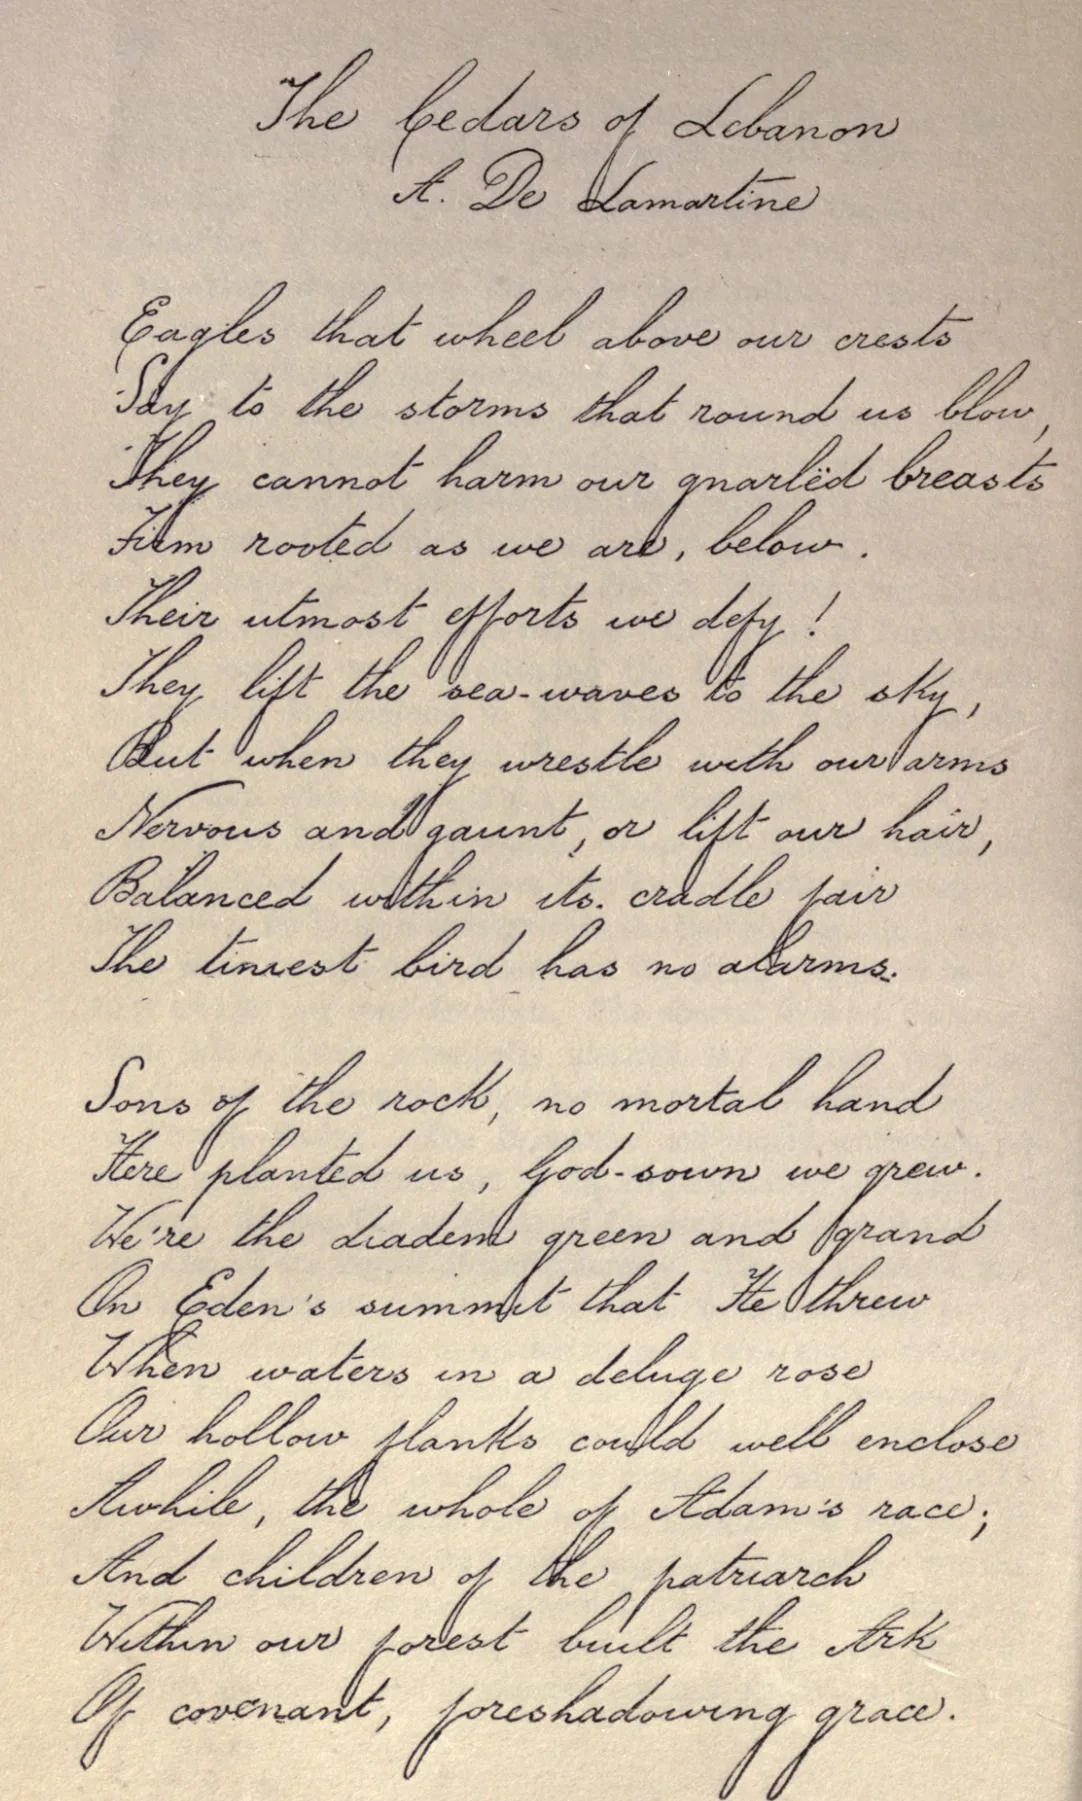 The Cedars of Lebanon
A. De Lamartine
Eagles that wheel above our crests
Say to the storms that round us blow,
They cannot harm our gnarlëd breasts
Firm rooted as we are, below.
Their utmost efforts we defy!
They lift the sea-waves to the sky,
But when they wrestle with our arms
Nervous and gaunt, or lift our hair,
Balanced within its. cradle fair
The tiniest bird has no alarms.
Sons of the rock, no mortal hand
Here planted us, God-sown we grew.
We're the diadem green and grand
On Eden's summit that He threw
When waters in a deluge rose
Our hollow flanks could well enclose
Awhile, the whole of Adam's race;
And children of the patriarch
Within our forest built the Ark
Of covenant, foreshadowing grace.